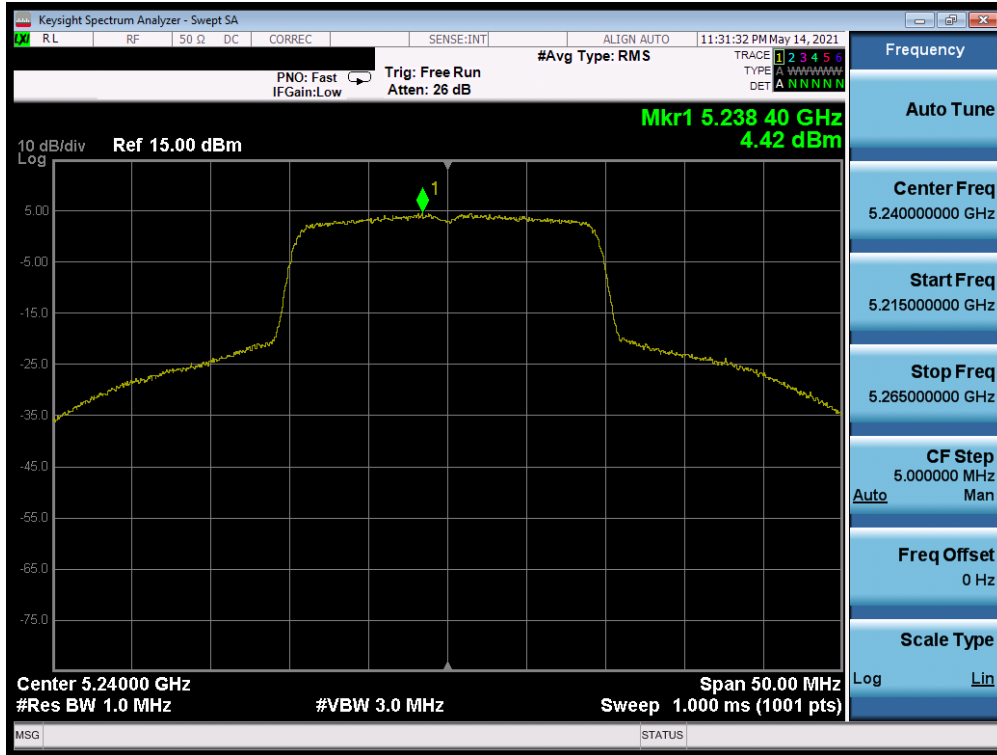 Keysight Spectrum Analyzer - Swept SA
LXI RL RF 50 Ω DC CORREC SENSE:INT ALIGN AUTO 11:31:32 PM May 14, 2021
#Avg Type: RMS TRACE 1 2 3 4 5 6
PNO: Fast Trig: Free Run TYPE A WWWWW
IFGain:Low Atten: 26 dB DET A N N N N N
Mkr1 5.238 40 GHz
4.42 dBm
10 dB/div Ref 15.00 dBm
Log
1
5.00
-5.00
-15.0
-25.0
-35.0
-45.0
-55.0
-65.0
-75.0
Center 5.24000 GHz Span 50.00 MHz
#Res BW 1.0 MHz #VBW 3.0 MHz Sweep 1.000 ms (1001 pts)
MSG STATUS
Frequency
Auto Tune
Center Freq
5.240000000 GHz
Start Freq
5.215000000 GHz
Stop Freq
5.265000000 GHz
CF Step
5.000000 MHz
Auto Man
Freq Offset
0 Hz
Scale Type
Log Lin